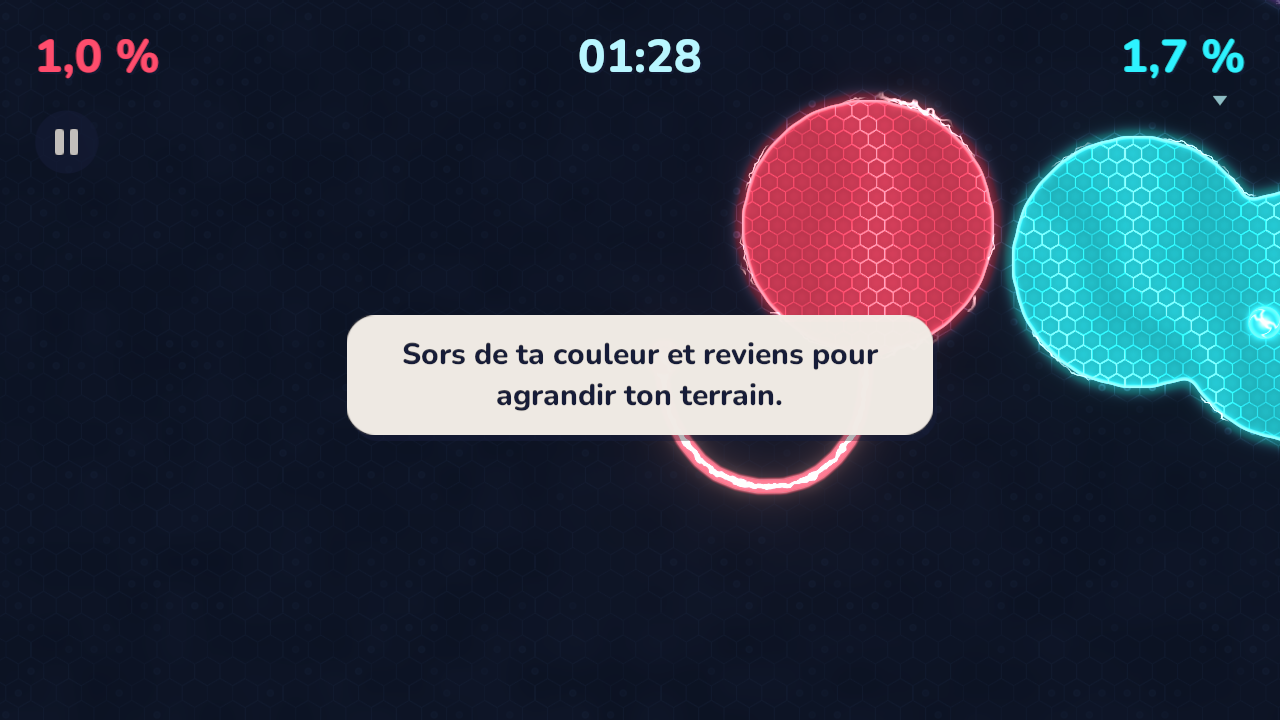 1,0 %
01:28
1,7 %
Sors de ta couleur et reviens pour
agrandir ton terrain.